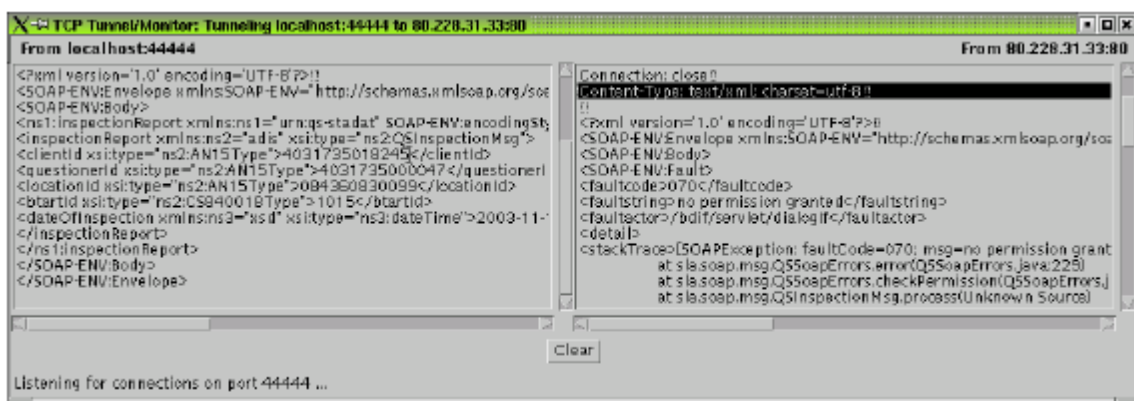 TCP Tunnel/Monitor: Tunneling localhost:44444 to 80.228.31.33:80
From localhost:44444
From 80.228.31.33:80
<?xml version='1.0' encoding='UTF-8'?>!!
<SOAP-ENV:Envelope xmlns:SOAP-ENV="http://schemas.xmlsoap.org/soa
<SOAP-ENV:Body>
<ns1:inspectionReport xmlns:ns1="urn:qs-stadat" SOAP-ENV:encodingSty
<inspectionReport xmlns:ns2="adis" xsi:type="ns2:QSInspectionMsg">
<clientId xsi:type="ns2:AN15Type">4031735018245</clientId>
<questionerId xsi:type="ns2:AN15Type">4031735000047</questionerI
<locationId xsi:type="ns2:AN15Type">084360830099</locationId>
<btartId xsi:type="ns2:CS840018Type">1015</btartId>
<dateOfInspection xmlns:ns3="xsd" xsi:type="ns3:dateTime">2003-11-
</inspectionReport>
</ns1:inspectionReport>
</SOAP-ENV:Body>
</SOAP-ENV:Envelope>
Connection: close!!
Content-Type: text/xml; charset=utf-8!!
!!
<?xml version='1.0' encoding='UTF-8'?>!!
<SOAP-ENV:Envelope xmlns:SOAP-ENV="http://schemas.xmlsoap.org/soa
<SOAP-ENV:Body>
<SOAP-ENV:Fault>
<faultcode>070</faultcode>
<faultstring>no permission granted</faultstring>
<faultactor>/bdif/servlet/dialogif</faultactor>
<detail>
<stackTrace>[SOAPException: faultCode=070; msg=no permission grant
at sla.soap.msg.QSSoapErrors.error(QSSoapErrors.java:225)
at sla.soap.msg.QSSoapErrors.checkPermission(QSSoapErrors.j
at sla.soap.msg.QSInspectionMsg.process(Unknown Source)
Clear
Listening for connections on port 44444 ...